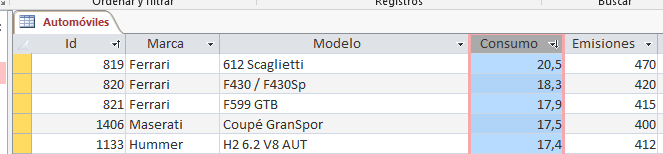 Ordenar y filtrar Registros Buscar
Automóviles
Id Marca Modelo Consumo Emisiones
819 Ferrari 612 Scaglietti 20,5 470
820 Ferrari F430 / F430Sp 18,3 420
821 Ferrari F599 GTB 17,9 415
1406 Maserati Coupé GranSpor 17,5 400
1133 Hummer H2 6.2 V8 AUT 17,4 412